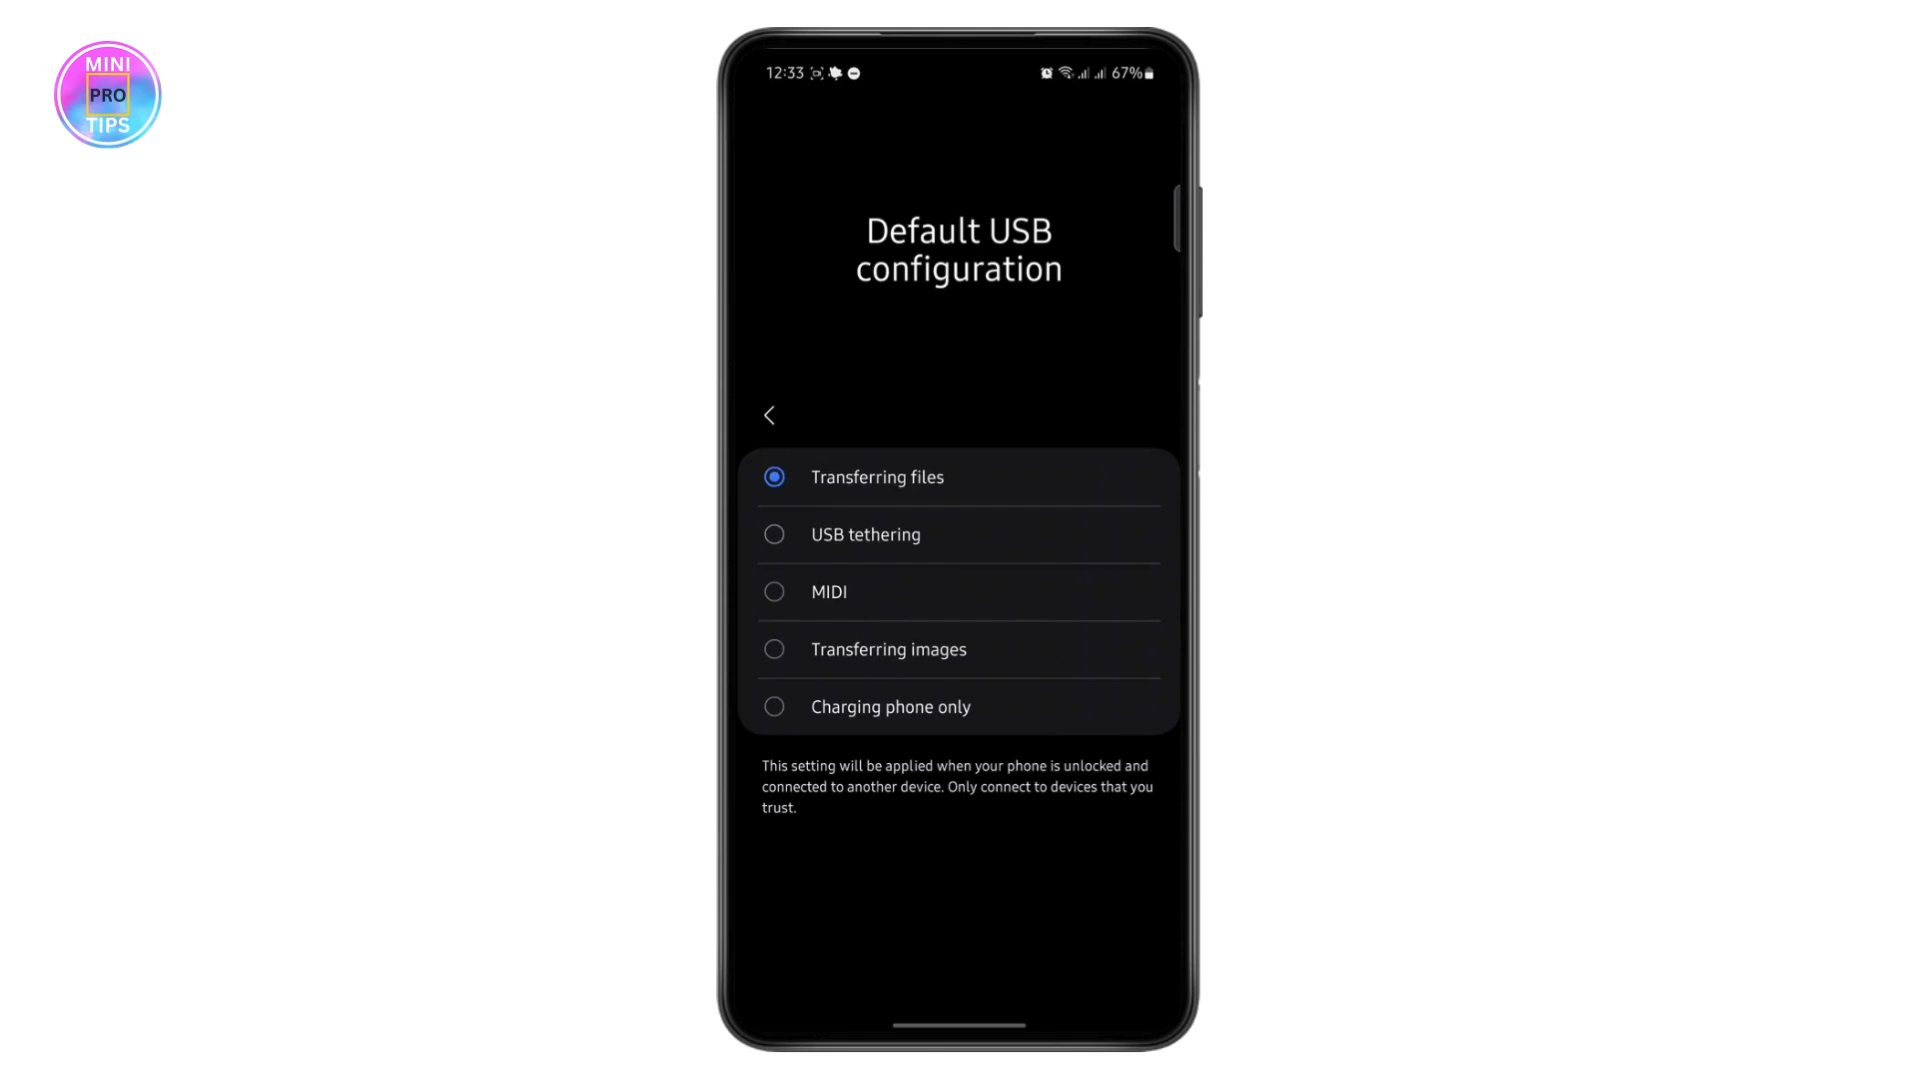 MINI
PRO
TIPS
12:33
67%
Default USB
configuration
Transferring files
USB tethering
MIDI
Transferring images
Charging phone only
This setting will be applied when your phone is unlocked and
connected to another device. Only connect to devices that you
trust.